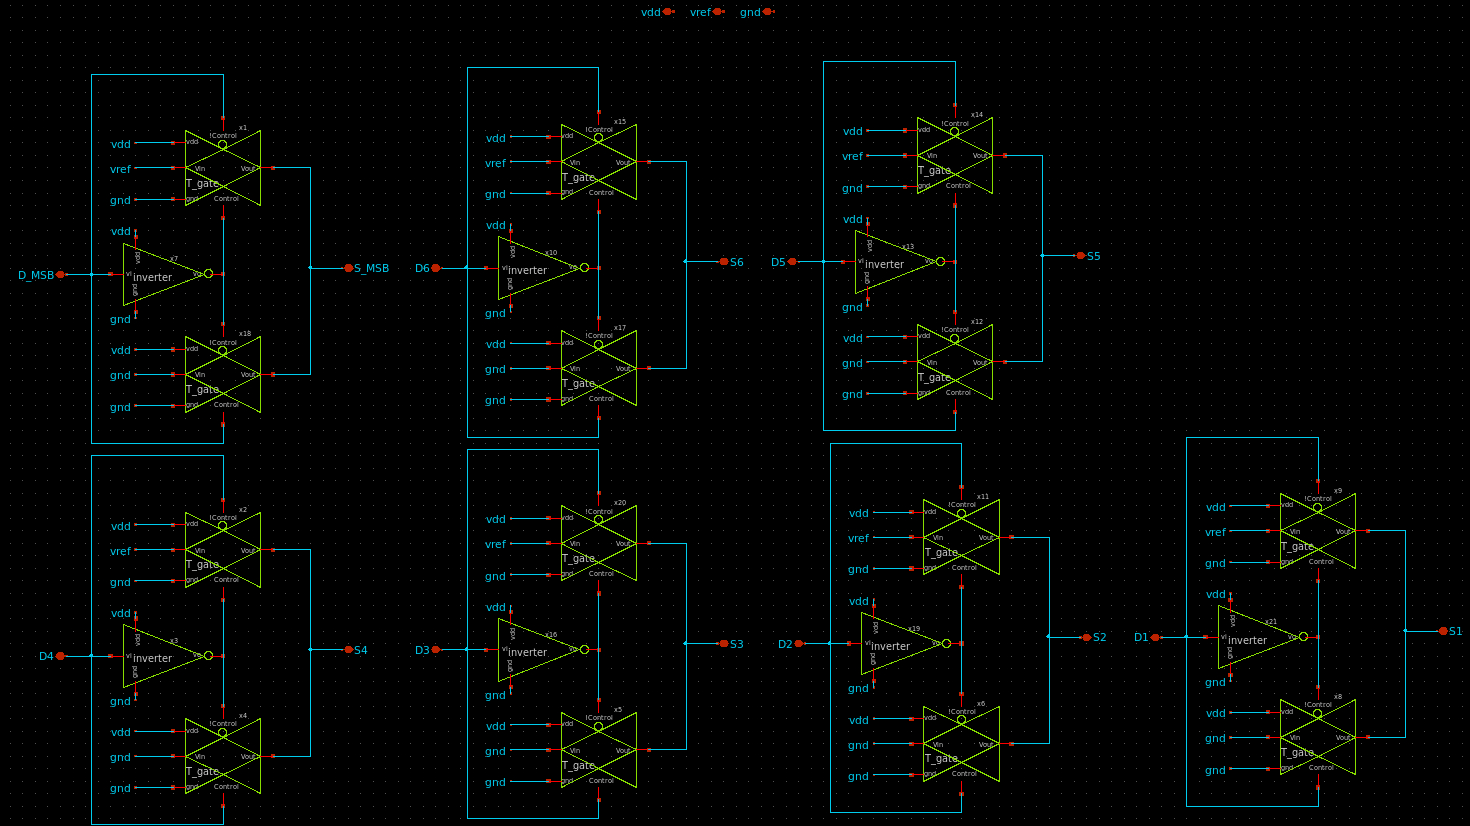 vdd vref gnd
x1
!Control
vdd vdd
vref Vin Vout
T_gate
gnd gnd Control
vdd
vdd x7
D_MSB vi inverter S_MSB
gnd
gnd
x18
!Control
vdd vdd
gnd Vin Vout
T_gate
gnd gnd Control
x15
!Control
vdd vdd
vref Vin Vout
T_gate
gnd gnd Control
vdd
vdd x10
D6 vi inverter S6
gnd
gnd
x17
!Control
vdd vdd
gnd Vin Vout
T_gate
gnd gnd Control
x14
!Control
vdd vdd
vref Vin Vout
T_gate
gnd gnd Control
vdd
vdd x13
D5 vi inverter S5
gnd
gnd
x12
!Control
vdd vdd
gnd Vin Vout
T_gate
gnd gnd Control
x2
!Control
vdd vdd
vref Vin Vout
T_gate
gnd gnd Control
vdd
vdd x3
D4 vi inverter S4
gnd
gnd
x4
!Control
vdd vdd
gnd Vin Vout
T_gate
gnd gnd Control
x20
!Control
vdd vdd
vref Vin Vout
T_gate
gnd gnd Control
vdd
vdd x16
D3 vi inverter S3
gnd
gnd
x5
!Control
vdd vdd
gnd Vin Vout
T_gate
gnd gnd Control
x11
!Control
vdd vdd
vref Vin Vout
T_gate
gnd gnd Control
vdd
vdd x19
D2 vi inverter S2
gnd
gnd
x6
!Control
vdd vdd
gnd Vin Vout
T_gate
gnd gnd Control
x9
!Control
vdd vdd
vref Vin Vout
T_gate
gnd gnd Control
vdd
vdd x21
D1 vi inverter S1
gnd
gnd
x8
!Control
vdd vdd
gnd Vin Vout
T_gate
gnd gnd Control